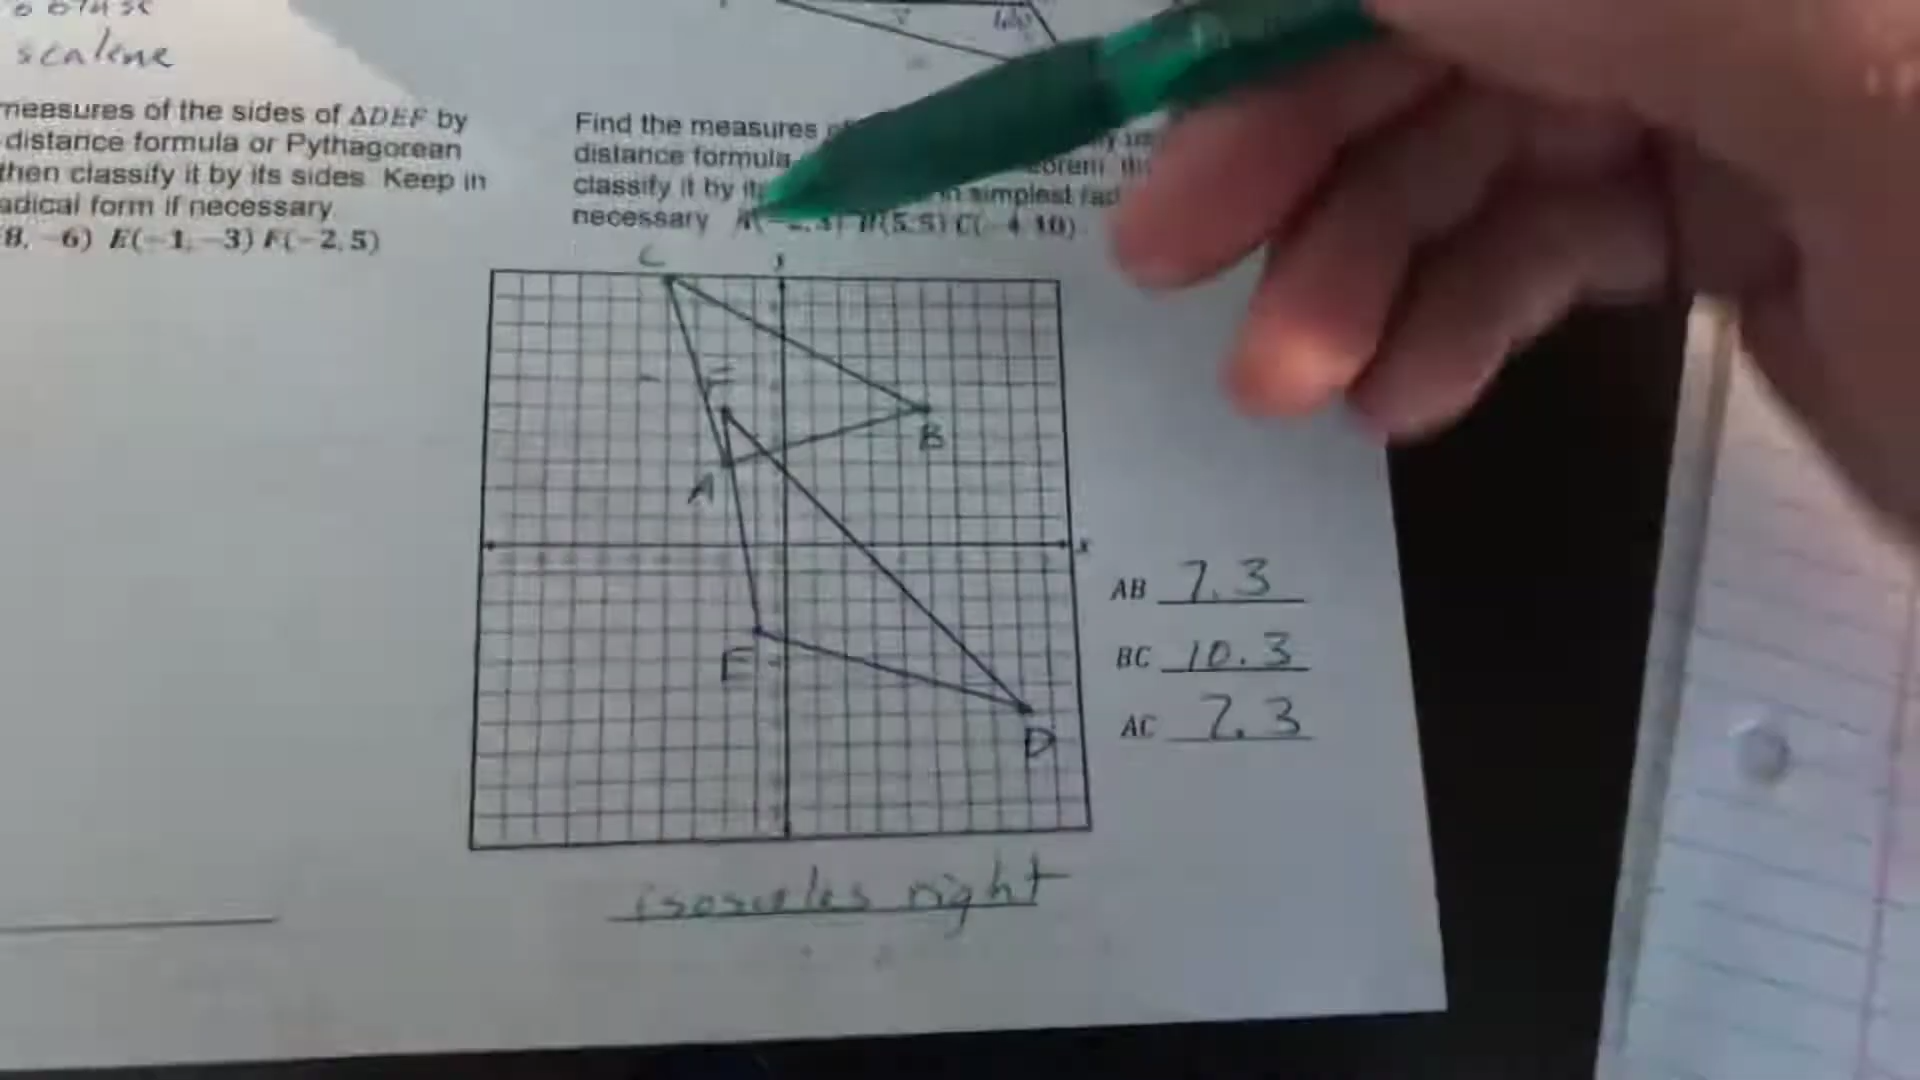 scalene
measures of the sides of ΔDEF by
distance formula or Pythagorean
then classify it by its sides. Keep in
adical form if necessary.
8, −6) E(−1, −3) F(−2, 5)
Find the measures
distance formula
classify it by simplest rad
necessary B(5, 5) C(−4, 10)
C
y
F
B
A
x
E
D
AB 7.3
BC 10.3
AC 7.3
isosceles right